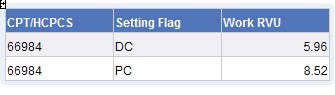 CPT/HCPCS Setting Flag Work RVU
66984 DC 5.96
66984 PC 8.52